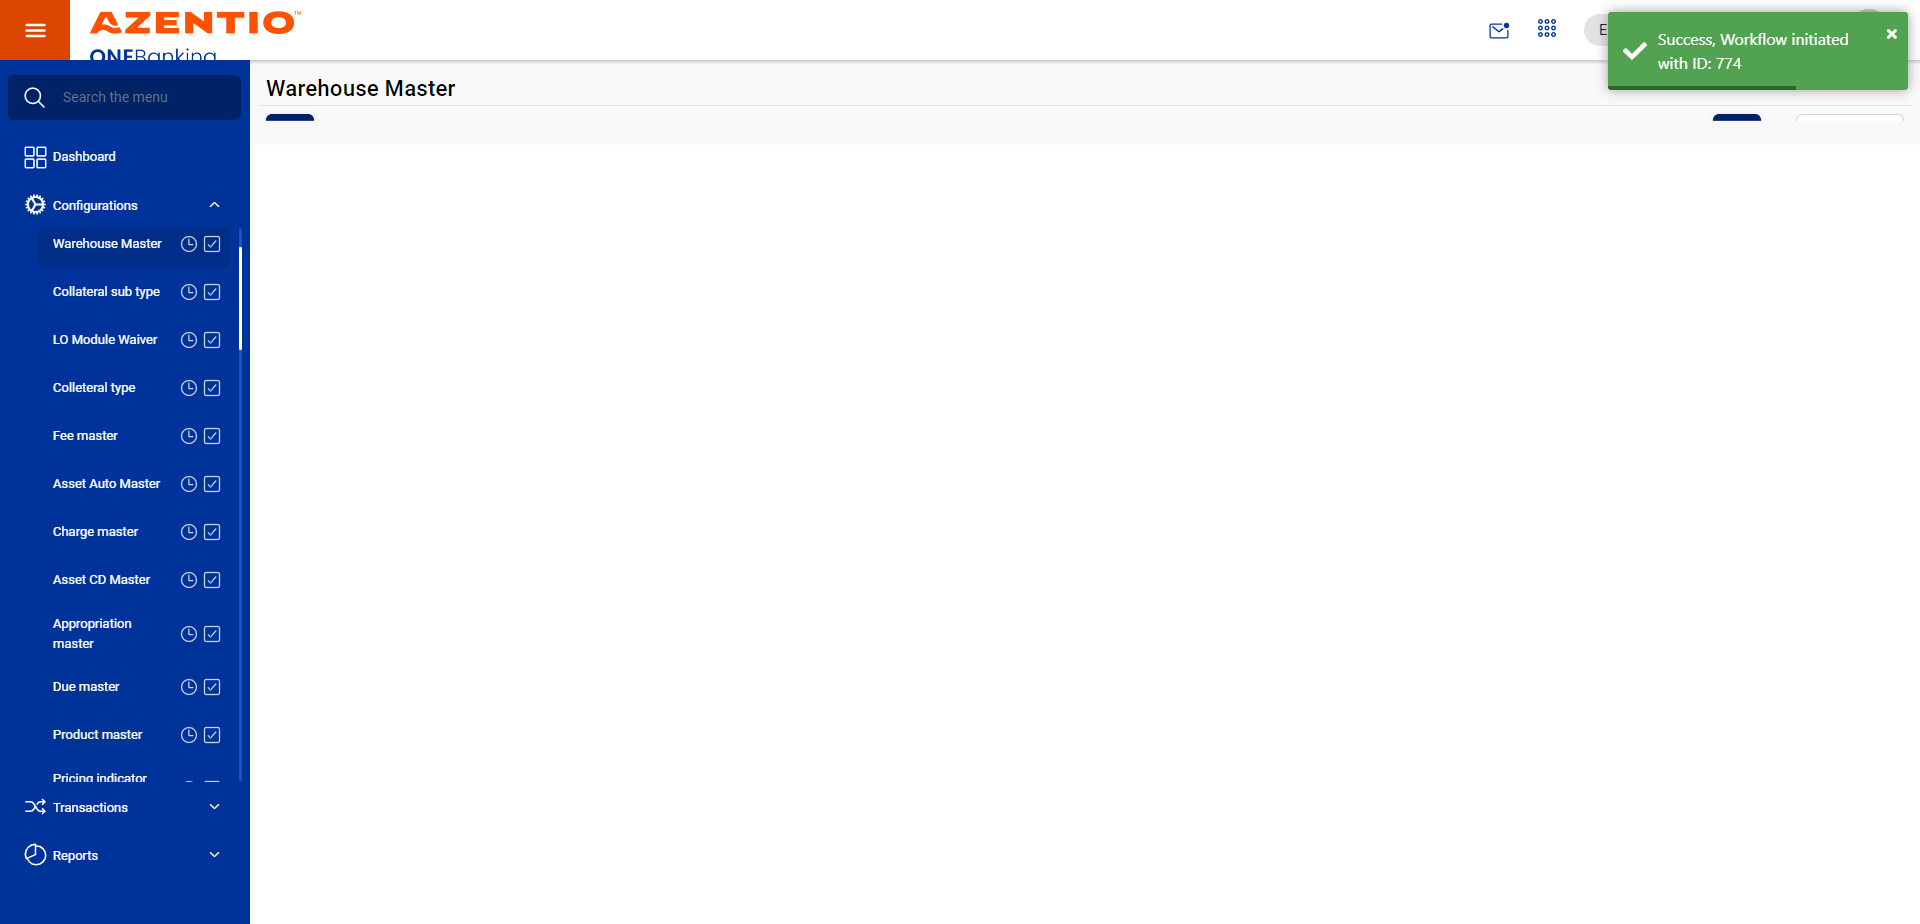 AZENTIO™
ONEBanking
Success, Workflow initiated
with ID: 774
Search the menu
Warehouse Master
Dashboard
Configurations
Warehouse Master
Collateral sub type
LO Module Waiver
Colleteral type
Fee master
Asset Auto Master
Charge master
Asset CD Master
Appropriation
master
Due master
Product master
Pricing indicator
Transactions
Reports